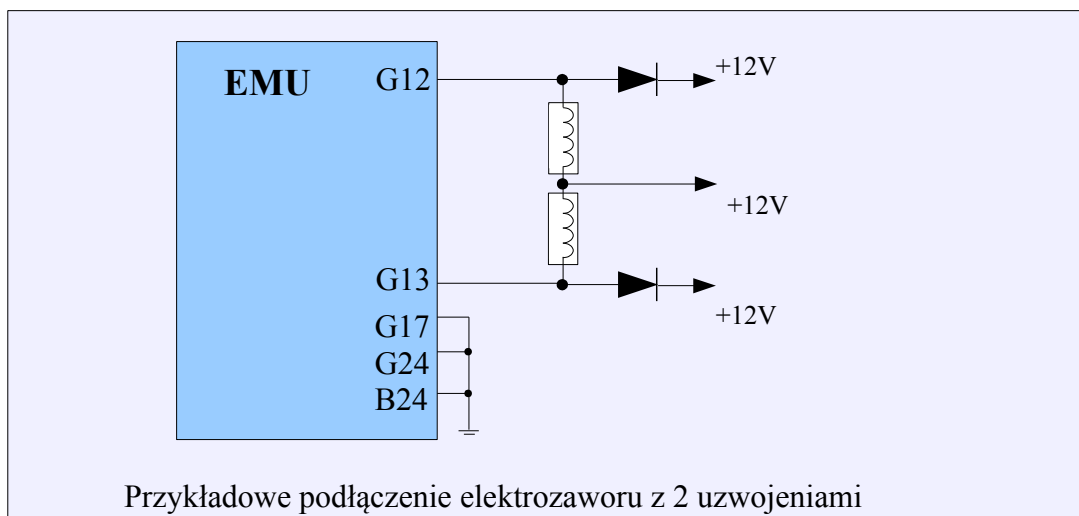 EMU
G12
+12V
+12V
G13
+12V
G17
G24
B24
Przykładowe podłączenie elektrozaworu z 2 uzwojeniami